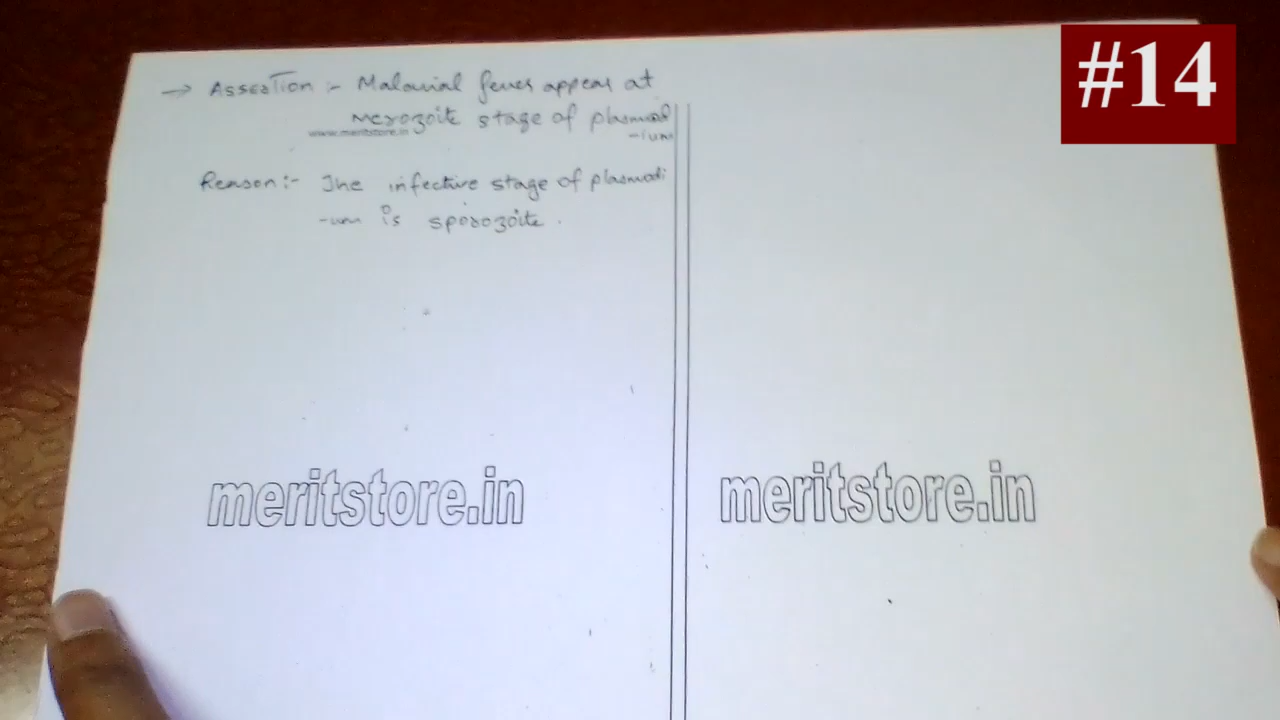 #14
→ Assertion :- Malarial fever appear at
merozoite stage of plasmod
-ium
www.meritstore.in
Reason :- The infective stage of plasmodi
-um is sporozoite .
meritstore.in
meritstore.in